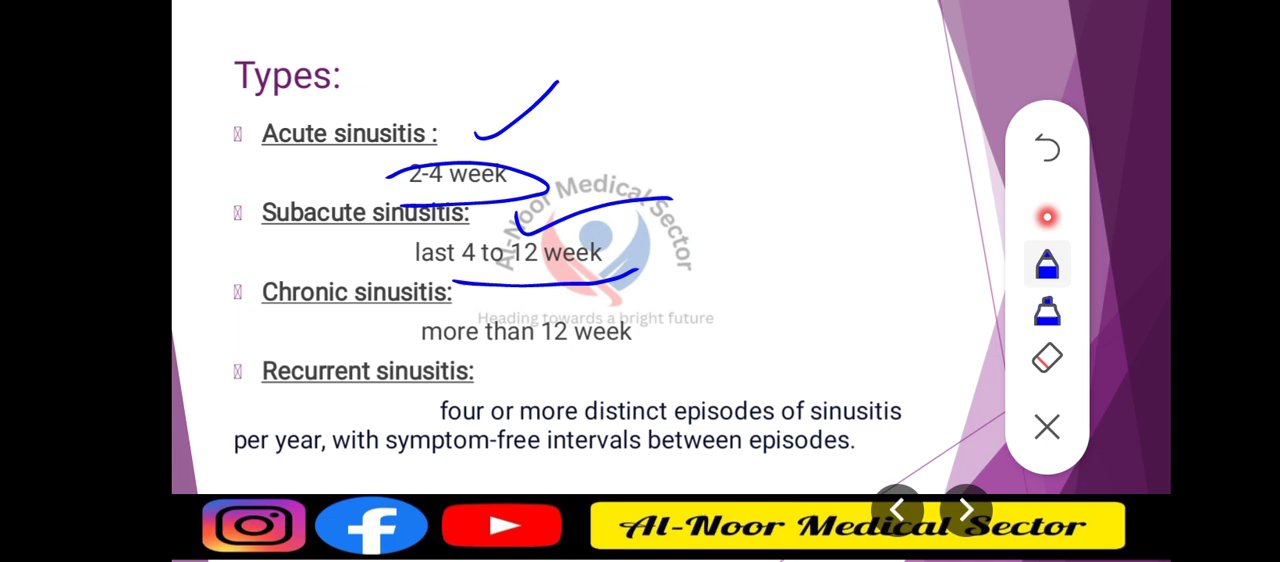 Types:
Acute sinusitis :
2-4 week
Subacute sinusitis:
last 4 to 12 week
Chronic sinusitis:
more than 12 week
Recurrent sinusitis:
four or more distinct episodes of sinusitis
per year, with symptom-free intervals between episodes.
Al-Noor Medical Sector
Heading towards a bright future
Al-Noor Medical Sector